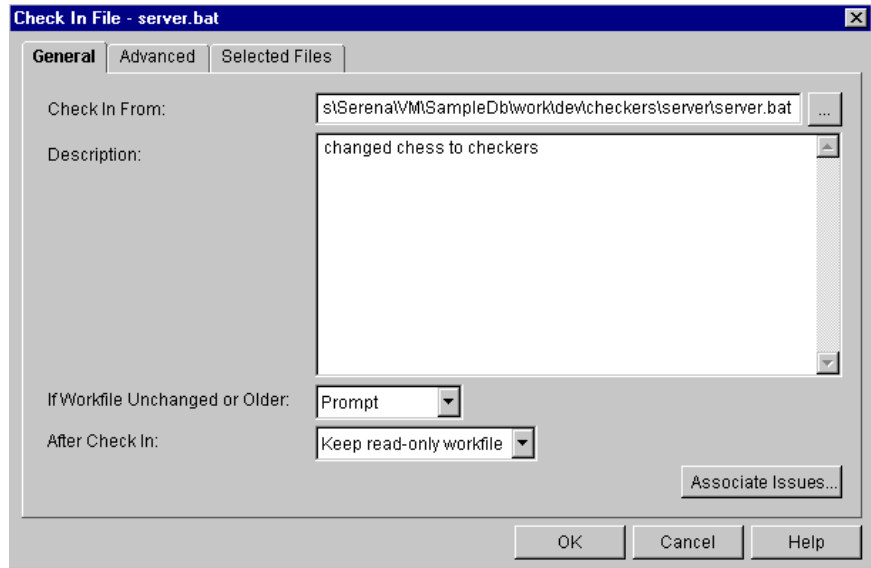 Check In File - server.bat
General Advanced Selected Files
Check In From: s\Serena\VM\SampleDb\work\dev\checkers\server\server.bat ...
Description: changed chess to checkers
If Workfile Unchanged or Older: Prompt
After Check In: Keep read-only workfile
Associate Issues...
OK Cancel Help